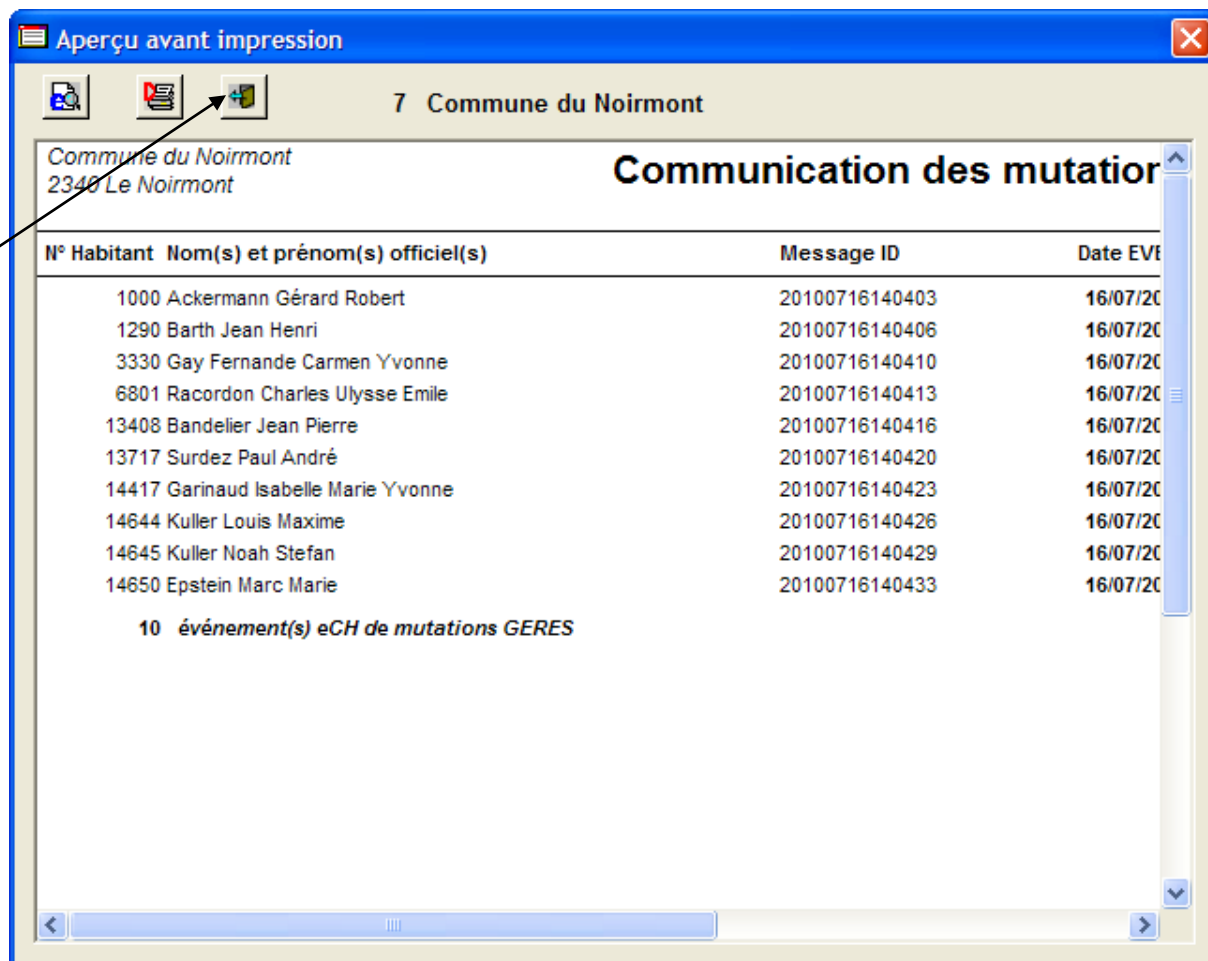 Aperçu avant impression
7 Commune du Noirmont
Commune du Noirmont
2340 Le Noirmont
Communication des mutation
N° Habitant Nom(s) et prénom(s) officiel(s) Message ID Date EVE
1000 Ackermann Gérard Robert 20100716140403 16/07/20
1290 Barth Jean Henri 20100716140406 16/07/20
3330 Gay Fernande Carmen Yvonne 20100716140410 16/07/20
6801 Racordon Charles Ulysse Emile 20100716140413 16/07/20
13408 Bandelier Jean Pierre 20100716140416 16/07/20
13717 Surdez Paul André 20100716140420 16/07/20
14417 Garinaud Isabelle Marie Yvonne 20100716140423 16/07/20
14644 Kuller Louis Maxime 20100716140426 16/07/20
14645 Kuller Noah Stefan 20100716140429 16/07/20
14650 Epstein Marc Marie 20100716140433 16/07/20
10 événement(s) eCH de mutations GERES